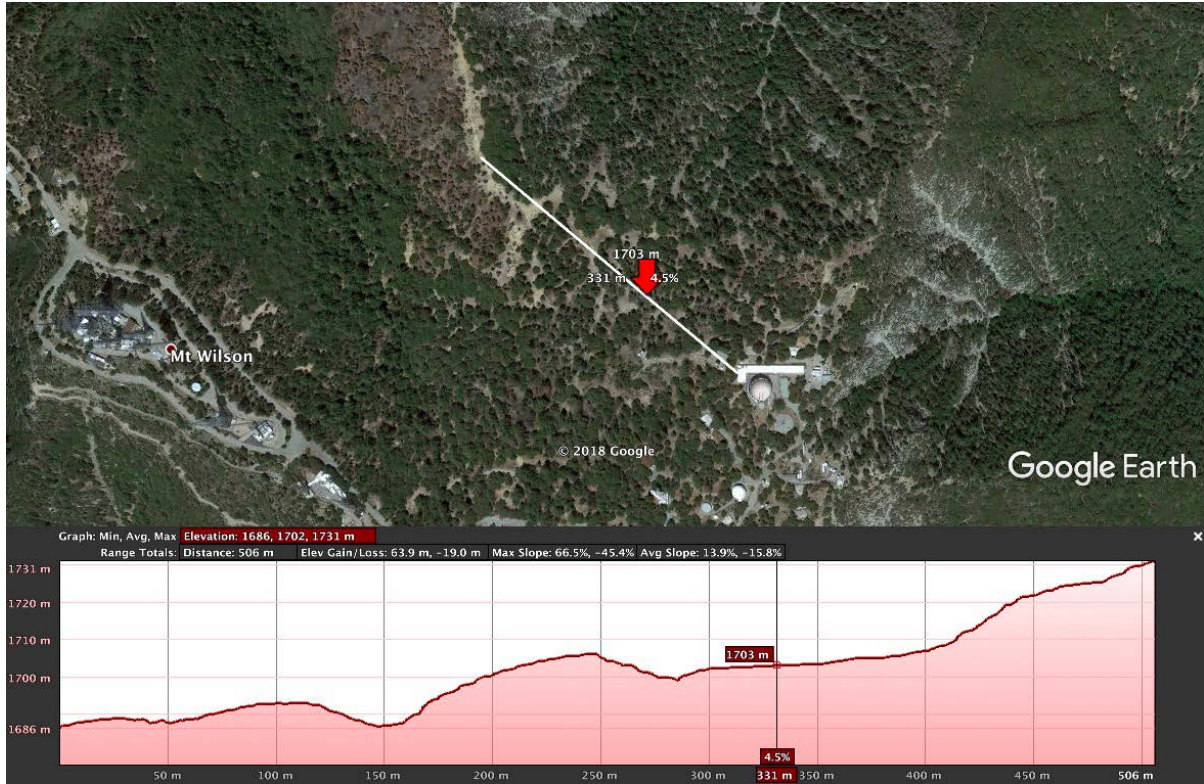 1703 m
331 m 4.5%
Mt Wilson
© 2018 Google
Google Earth
Graph: Min, Avg, Max Elevation: 1686, 1702, 1731 m
Range Totals: Distance: 506 m Elev Gain/Loss: 63.9 m, -19.0 m Max Slope: 66.5%, -45.4% Avg Slope: 13.9%, -15.8%
1731 m
1720 m
1710 m
1703 m
1700 m
1686 m
4.5%
50 m 100 m 150 m 200 m 250 m 300 m 331 m 350 m 400 m 450 m 506 m